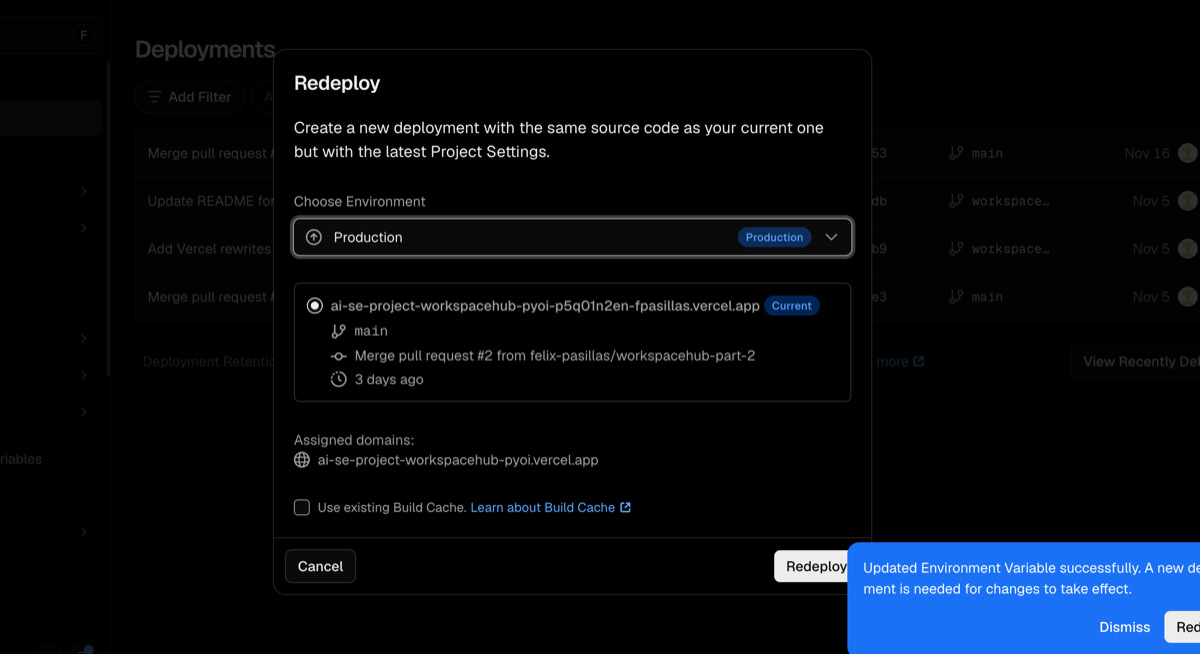 F
Deployments
Add Filter
A
Redeploy
Create a new deployment with the same source code as your current one
but with the latest Project Settings.
Choose Environment
Production Production
ai-se-project-workspacehub-pyoi-p5q01n2en-fpasillas.vercel.app Current
main
Merge pull request #2 from felix-pasillas/workspacehub-part-2
3 days ago
Assigned domains:
ai-se-project-workspacehub-pyoi.vercel.app
Use existing Build Cache. Learn about Build Cache
Cancel
Redeploy
Merge pull request # 53 main Nov 16
Update README for db workspace… Nov 5
Add Vercel rewrites b9 workspace… Nov 5
Merge pull request # e3 main Nov 5
Deployment Retentio more View Recently Del
riables
Updated Environment Variable successfully. A new de
ment is needed for changes to take effect.
Dismiss Red